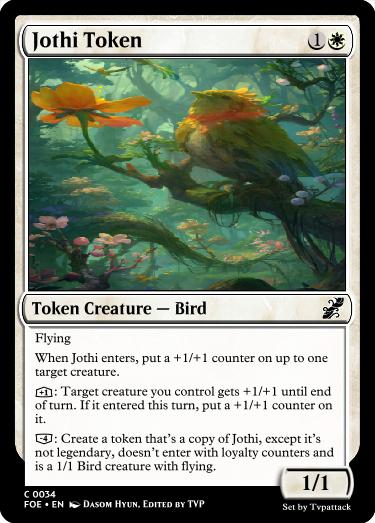 Jothi Token 1
Token Creature — Bird
Flying
When Jothi enters, put a +1/+1 counter on up to one
target creature.
+1: Target creature you control gets +1/+1 until end
of turn. If it entered this turn, put a +1/+1 counter on
it.
-4: Create a token that's a copy of Jothi, except it's
not legendary, doesn't enter with loyalty counters and
is a 1/1 Bird creature with flying.
1/1
C 0034
FOE • EN Dasom Hyun, Edited by TVP
Set by Tvpattack